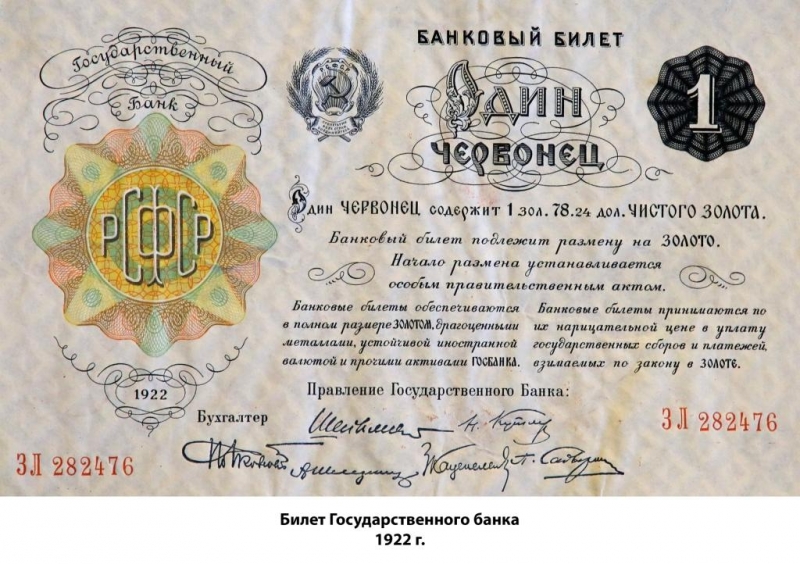 Государственный
Банк
РСФСР
1922
БАНКОВЫЙ БИЛЕТ
Один
ЧЕРВОНЕЦ
1
Один ЧЕРВОНЕЦ содержит 1 зол. 78.24 дол. ЧИСТОГО ЗОЛОТА.
Банковый билет подлежит размену на ЗОЛОТО.
Начало размена устанавливается
особым правительственным актом.
Банковые билеты обеспечиваются
в полном размере ЗОЛОТОМ, драгоценными
металлами, устойчивой иностранной
валютой и прочими активами ГОСБАНКА.
Банковые билеты принимаются по
их нарицательной цене в уплату
государственных сборов и платежей,
взимаемых по закону в ЗОЛОТЕ.
Правление Государственного Банка:
Бухгалтер
ЗЛ 282476
ЗЛ 282476
Билет Государственного банка
1922 г.